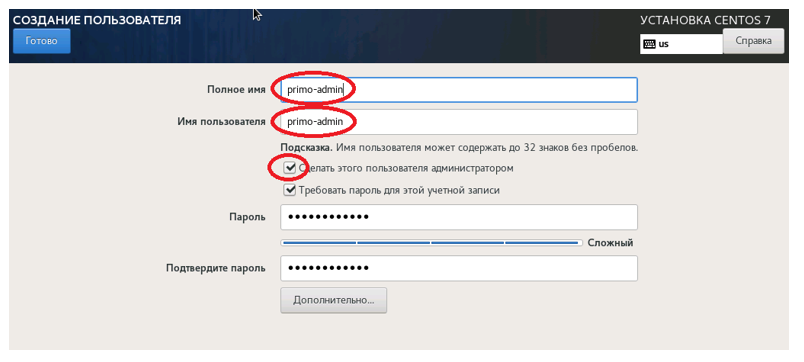 СОЗДАНИЕ ПОЛЬЗОВАТЕЛЯ
УСТАНОВКА CENTOS 7
Готово
us
Справка
Полное имя
primo-admin
Имя пользователя
primo-admin
Подсказка. Имя пользователя может содержать до 32 знаков без пробелов.
Сделать этого пользователя администратором
Требовать пароль для этой учетной записи
Пароль
●●●●●●●●●●●●
Сложный
Подтвердите пароль
●●●●●●●●●●●●
Дополнительно...